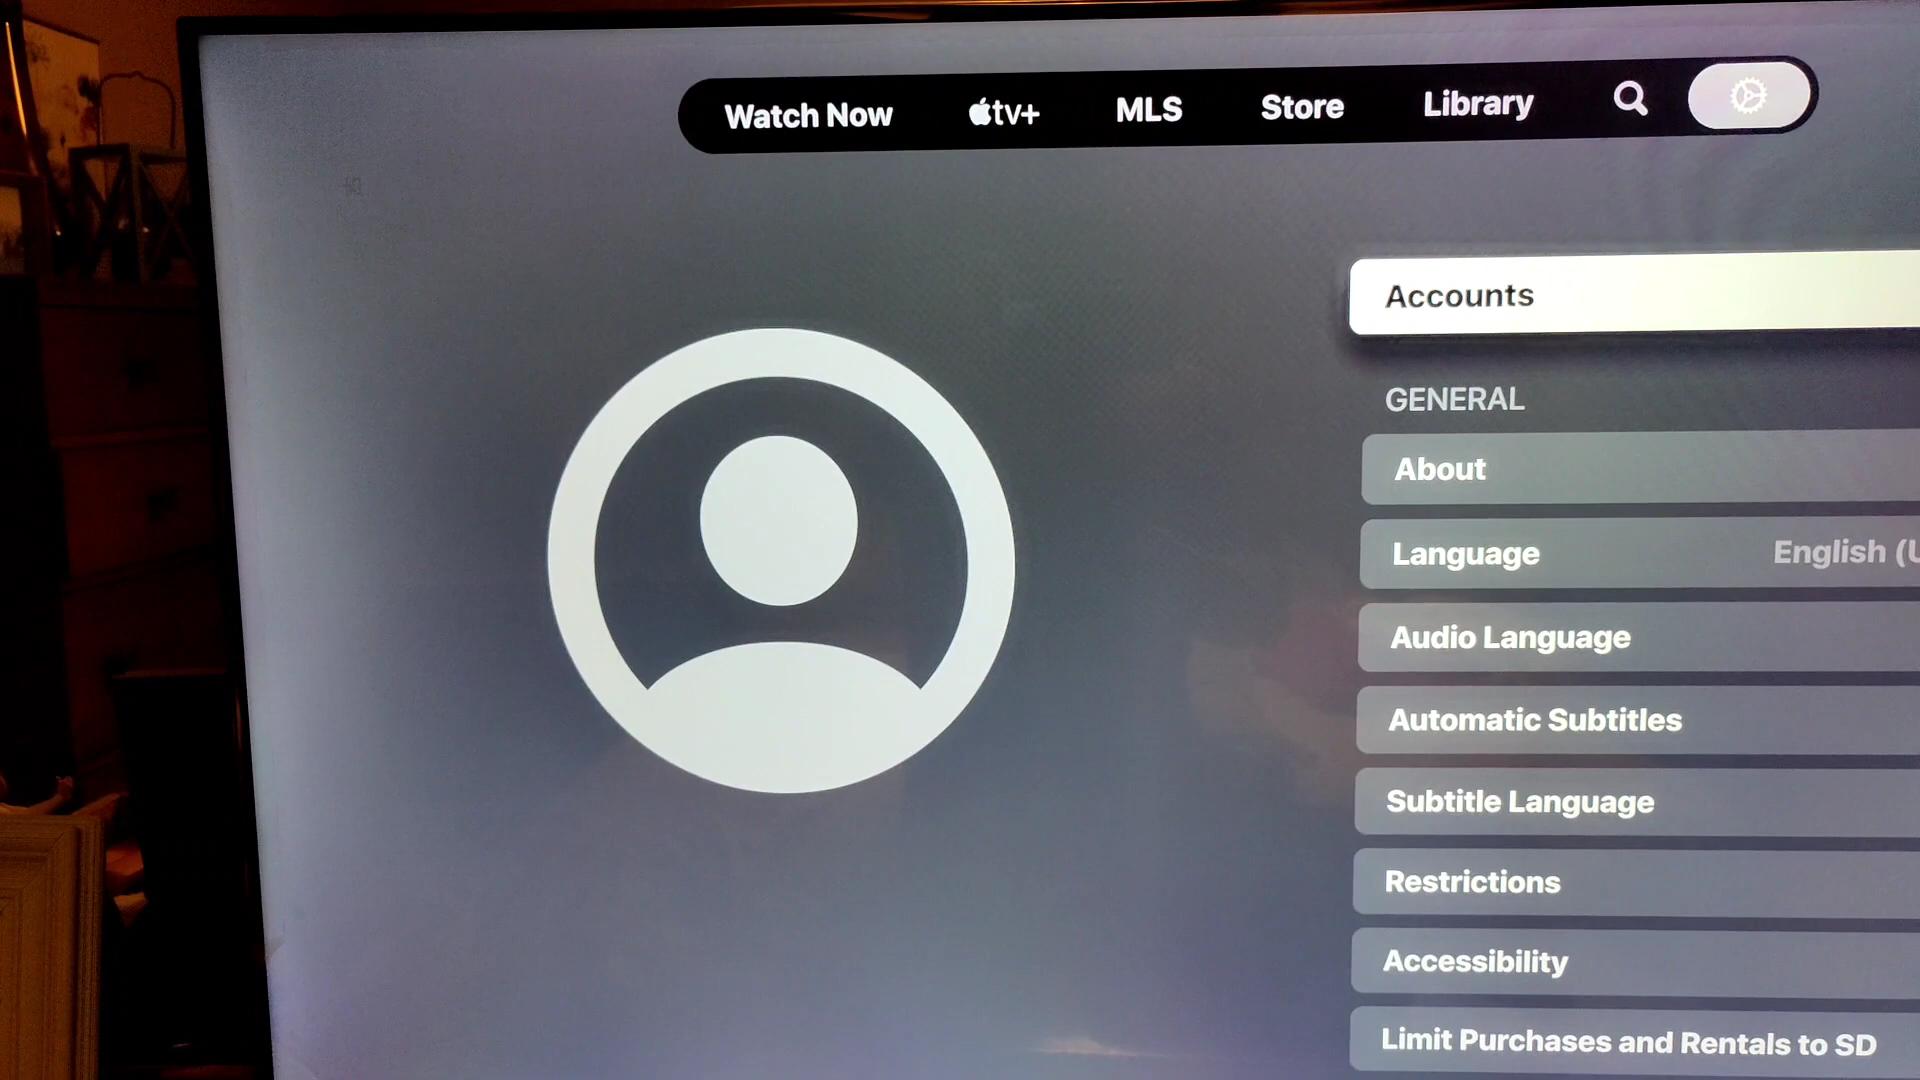 Watch Now tv+ MLS Store Library
Accounts
GENERAL
About
Language English (U
Audio Language
Automatic Subtitles
Subtitle Language
Restrictions
Accessibility
Limit Purchases and Rentals to SD